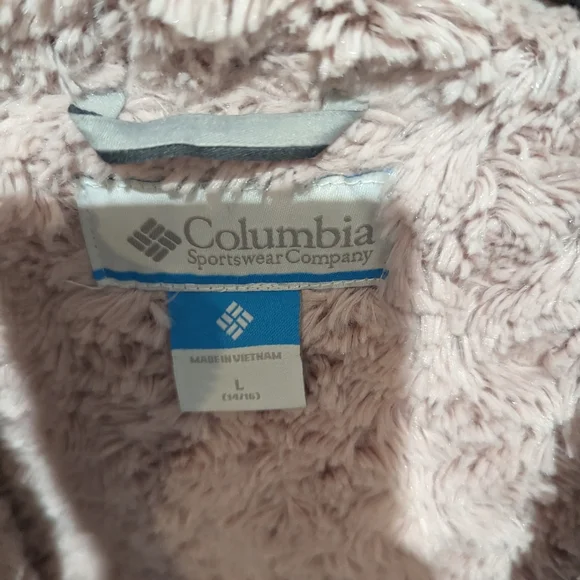 Columbia
Sportswear Company
MADE IN VIETNAM
L
(14/16)